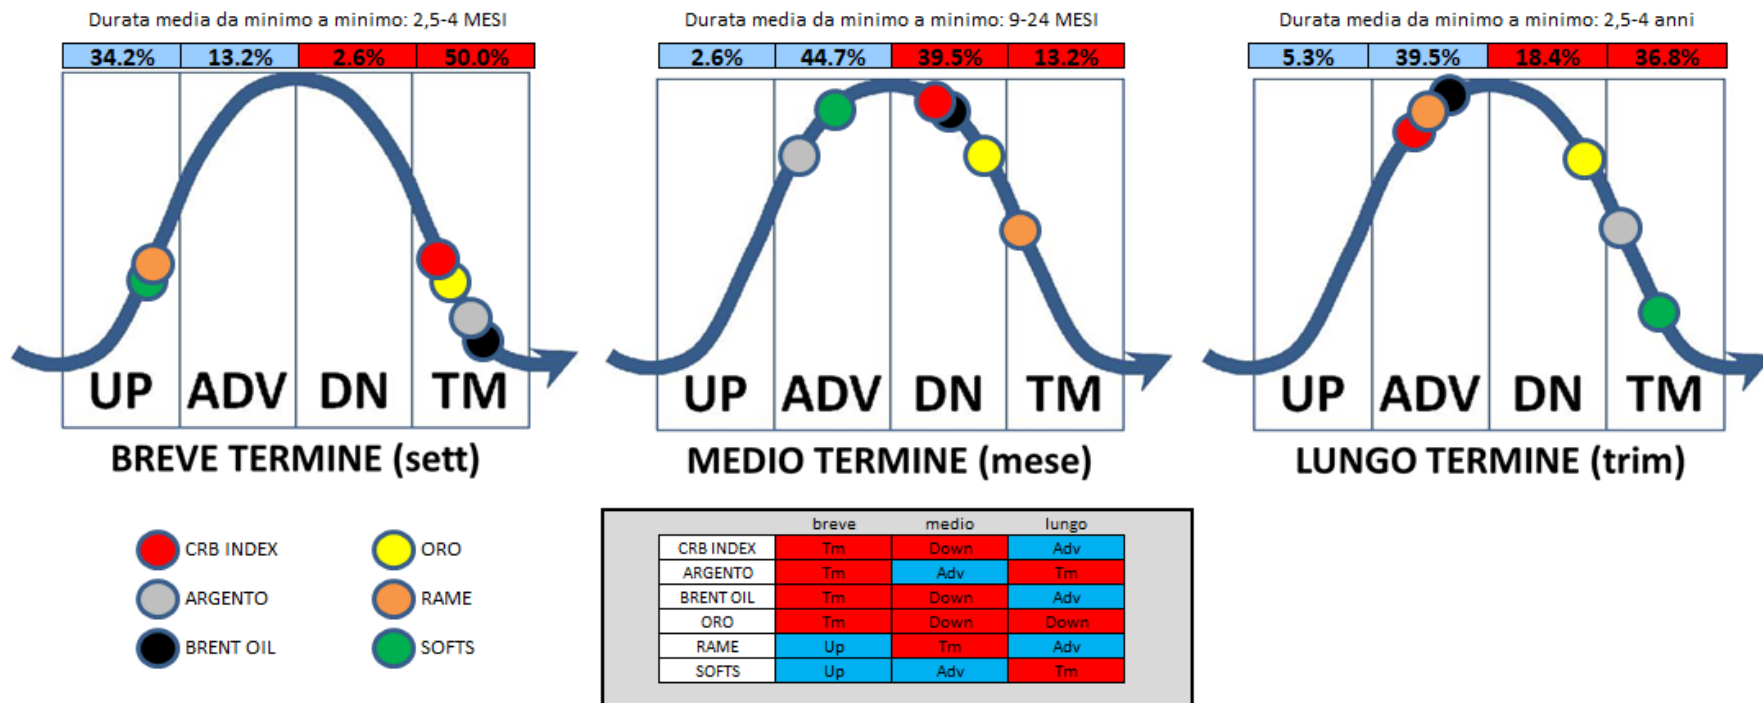 Durata media da minimo a minimo: 2,5-4 MESI
34.2% 13.2% 2.6% 50.0%
UP ADV DN TM
BREVE TERMINE (sett)
Durata media da minimo a minimo: 9-24 MESI
2.6% 44.7% 39.5% 13.2%
UP ADV DN TM
MEDIO TERMINE (mese)
Durata media da minimo a minimo: 2,5-4 anni
5.3% 39.5% 18.4% 36.8%
UP ADV DN TM
LUNGO TERMINE (trim)
CRB INDEX ORO
ARGENTO RAME
BRENT OIL SOFTS
breve medio lungo
CRB INDEX Tm Down Adv
ARGENTO Tm Adv Tm
BRENT OIL Tm Down Adv
ORO Tm Down Down
RAME Up Tm Adv
SOFTS Up Adv Tm